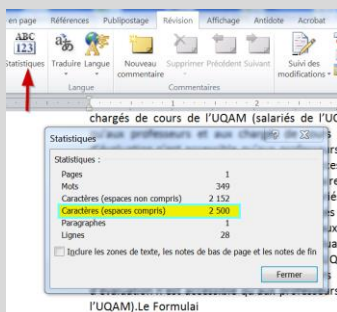 en page Références Publipostage Révision Affichage Antidote Acrobat
ABC
123
Statistiques Traduire Langue Nouveau commentaire Supprimer Précédent Suivant Suivi des modifications
Langue Commentaires
1 2
chargés de cours de l'UQAM (salariés de l'UQ
Statistiques
Statistiques :
Pages 1
Mots 349
Caractères (espaces non compris) 2 152
Caractères (espaces compris) 2 500
Paragraphes 1
Lignes 28
Inclure les zones de texte, les notes de bas de page et les notes de fin
Fermer
l'UQAM).Le Formulai